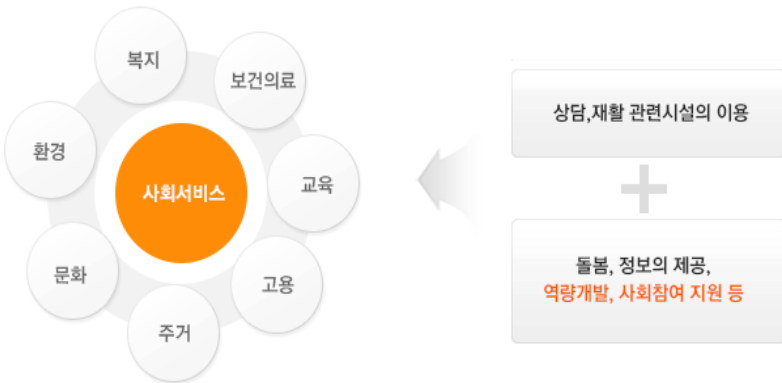 복지
보건의료
환경
사회서비스
교육
문화
고용
주거
상담,재활 관련시설의 이용
돌봄, 정보의 제공,
역량개발, 사회참여 지원 등